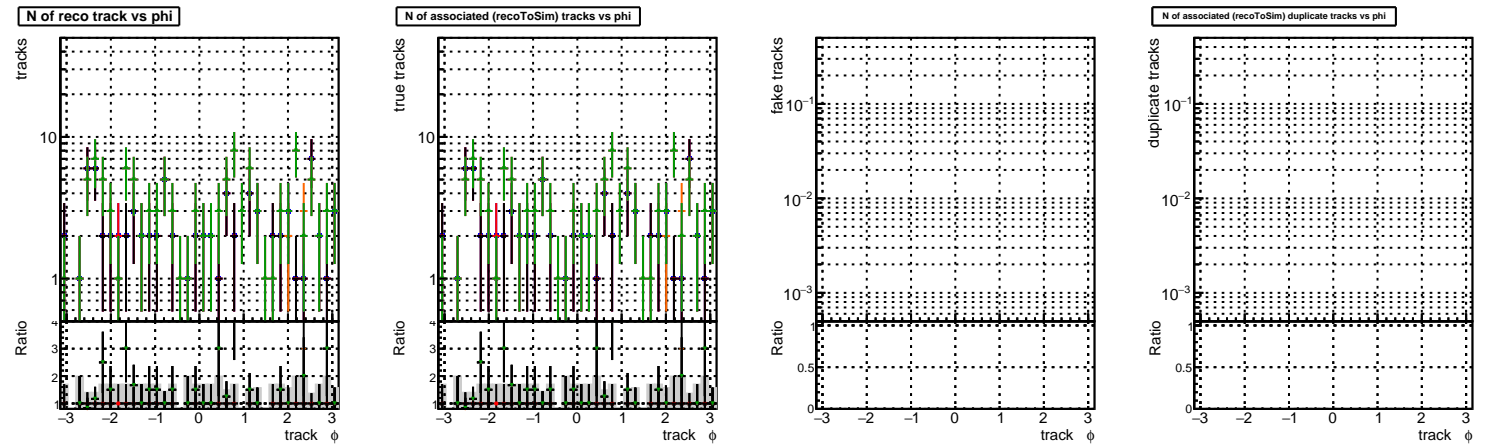 N of reco track vs phi
tracks
10
1
Ratio
4
3
2
1
−3 −2 −1 0 1 2 3
track ϕ
N of associated (recoToSim) tracks vs phi
true tracks
10
1
Ratio
4
3
2
1
−3 −2 −1 0 1 2 3
track ϕ
fake tracks
10⁻¹
10⁻²
10⁻³
Ratio
1
0.5
0
−3 −2 −1 0 1 2 3
track ϕ
N of associated (recoToSim) duplicate tracks vs phi
duplicate tracks
10⁻¹
10⁻²
10⁻³
Ratio
1
0.5
0
−3 −2 −1 0 1 2 3
track ϕ